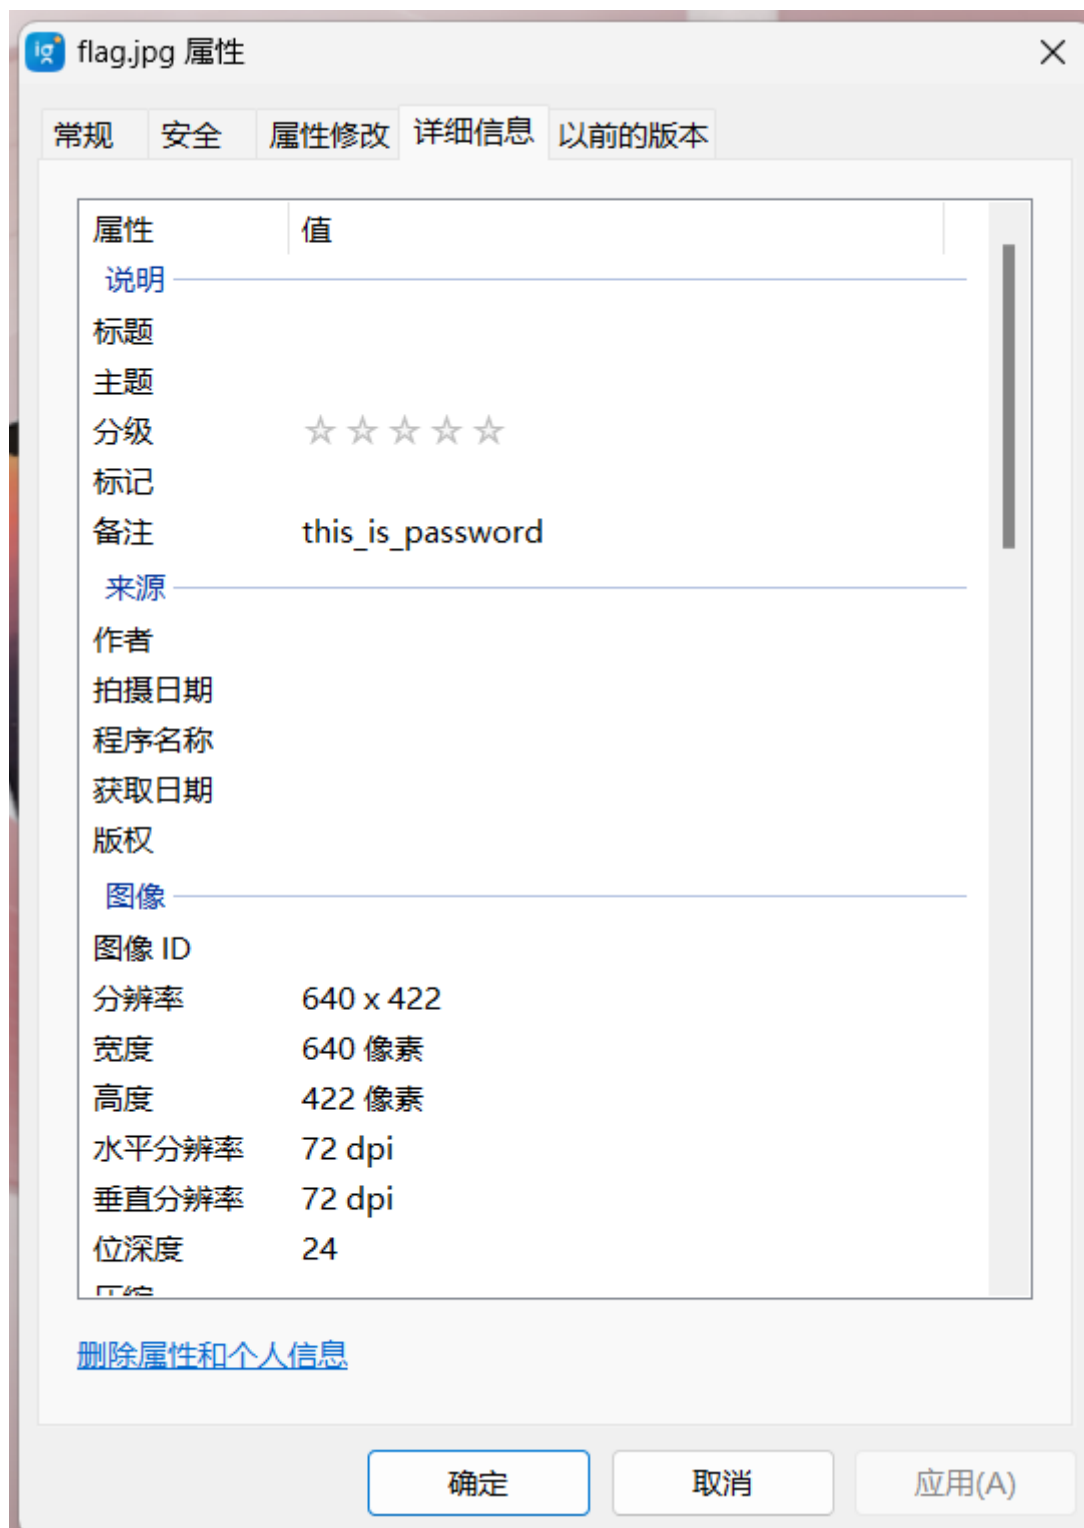 flag.jpg 属性
常规 安全 属性修改 详细信息 以前的版本
属性 值
说明
标题
主题
分级 ☆☆☆☆☆
标记
备注 this_is_password
来源
作者
拍摄日期
程序名称
获取日期
版权
图像
图像 ID
分辨率 640 x 422
宽度 640 像素
高度 422 像素
水平分辨率 72 dpi
垂直分辨率 72 dpi
位深度 24
删除属性和个人信息
确定 取消 应用(A)